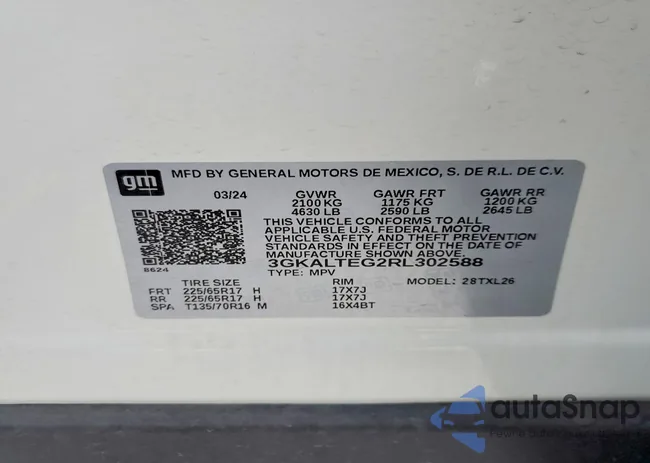 gm
MFD BY GENERAL MOTORS DE MEXICO, S. DE R.L. DE C.V.
03/24 GVWR GAWR FRT GAWR RR
2100 KG 1175 KG 1200 KG
4630 LB 2590 LB 2645 LB
THIS VEHICLE CONFORMS TO ALL
APPLICABLE U.S. FEDERAL MOTOR
VEHICLE SAFETY AND THEFT PREVENTION
STANDARDS IN EFFECT ON THE DATE OF
MANUFACTURE SHOWN ABOVE.
3GKALTEG2RL302588
8624
TYPE: MPV MODEL: 28TXL26
TIRE SIZE RIM
FRT 225/65R17 H 17X7J
RR 225/65R17 H 17X7J
SPA T135/70R16 M 16X4BT
autoSnap